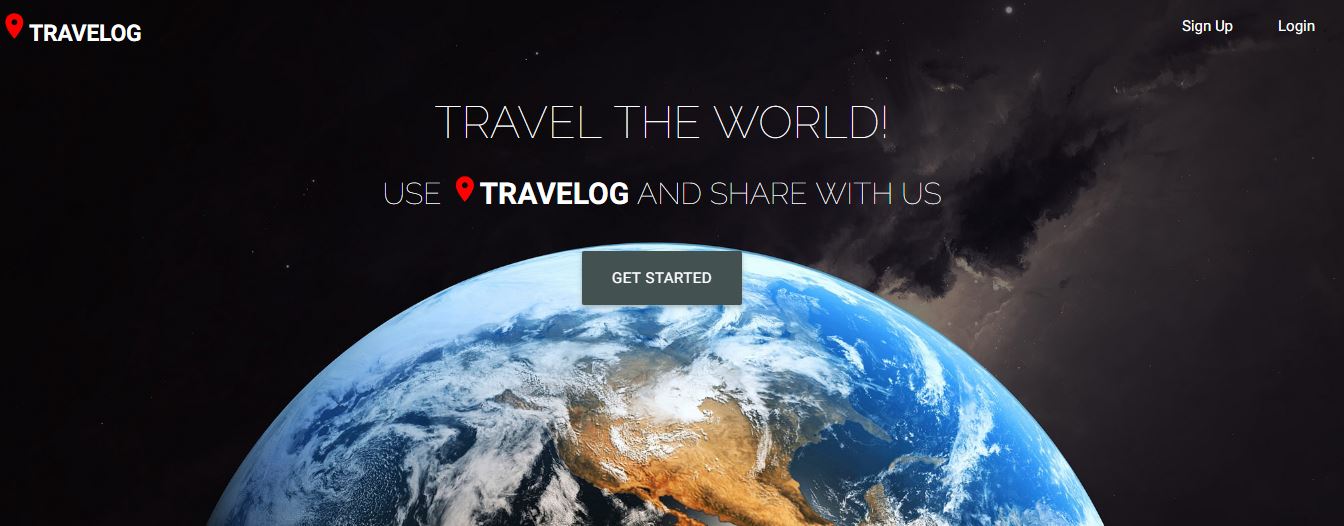 TRAVELOG
Sign Up
Login
TRAVEL THE WORLD!
USE TRAVELOG AND SHARE WITH US
GET STARTED